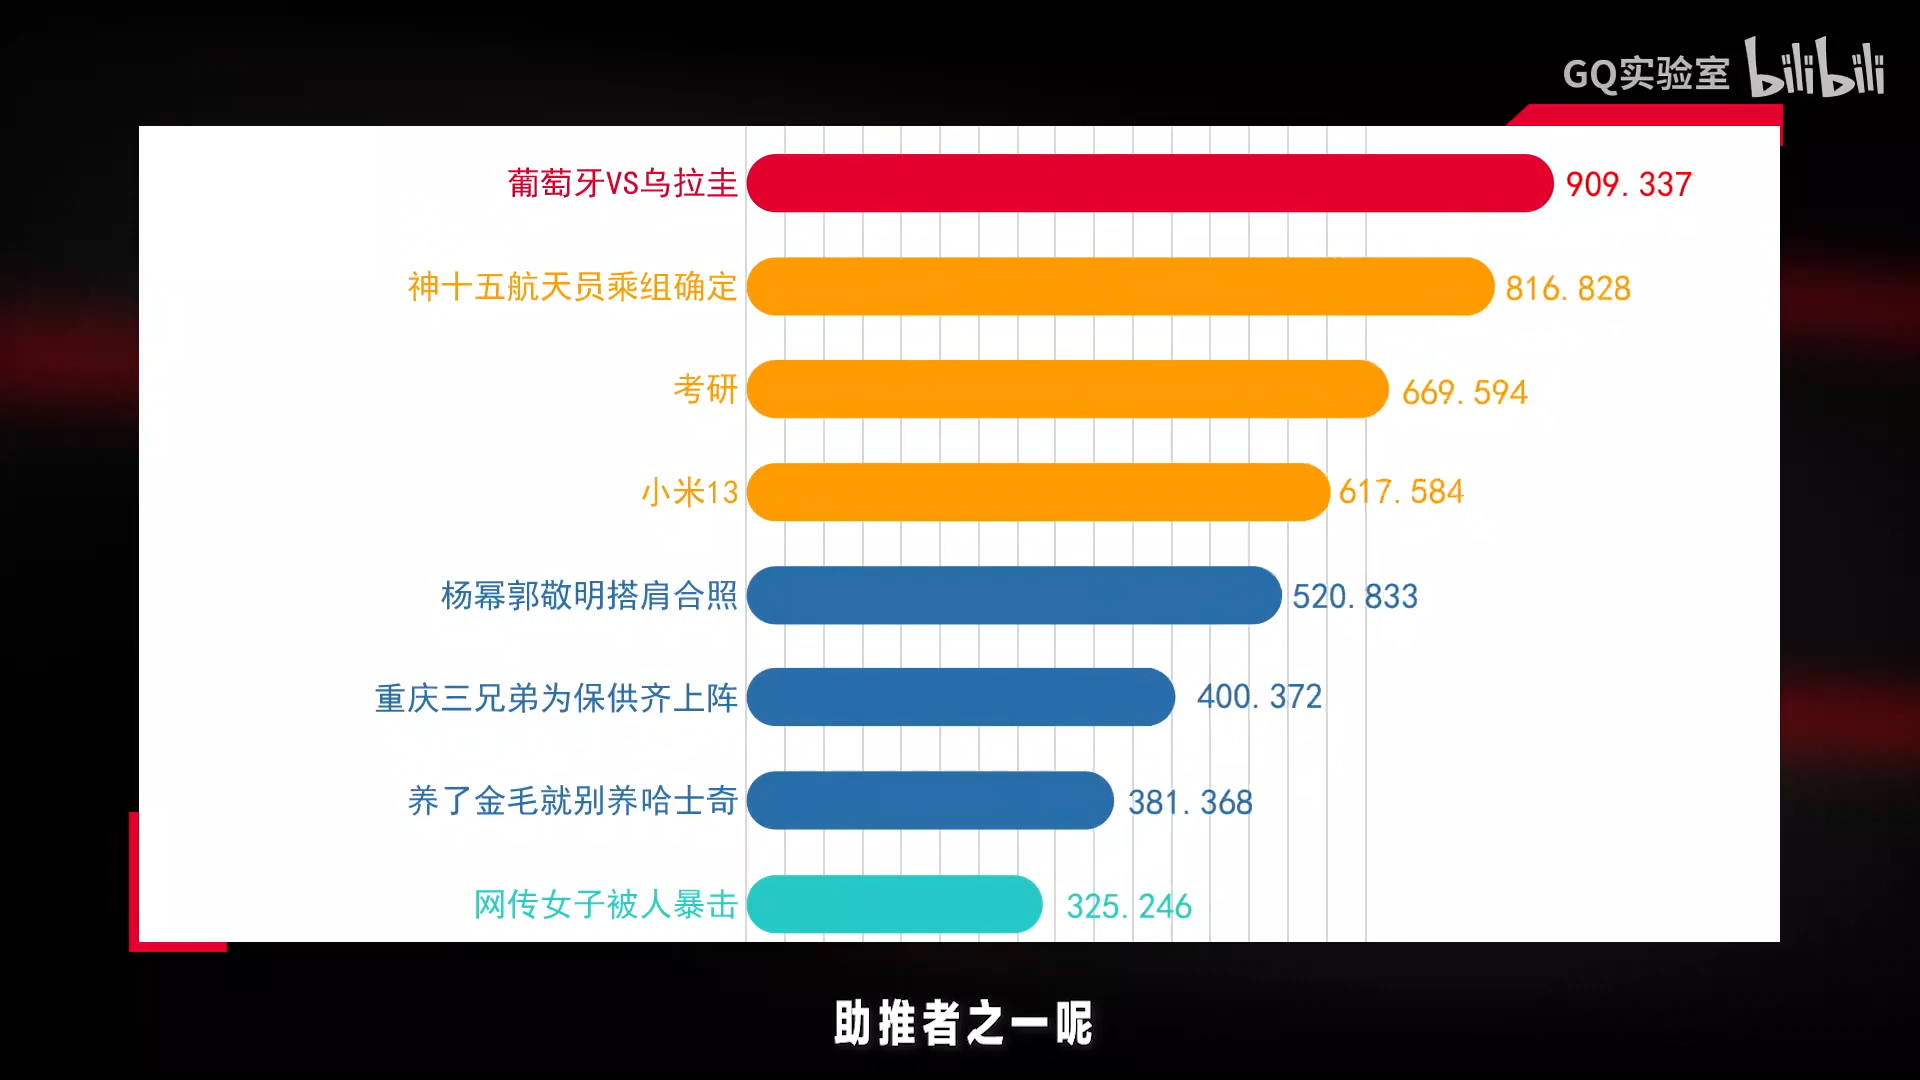 GQ实验室 bilibili
葡萄牙VS乌拉圭 909.337
神十五航天员乘组确定 816.828
考研 669.594
小米13 617.584
杨幂郭敬明搭肩合照 520.833
重庆三兄弟为保供齐上阵 400.372
养了金毛就别养哈士奇 381.368
网传女子被人暴击 325.246
助推者之一呢